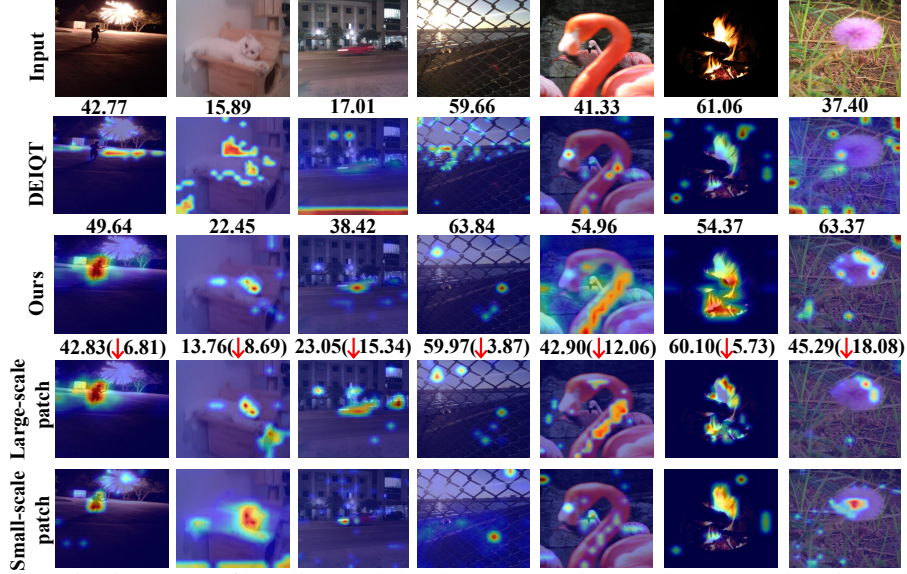 Input
42.77 15.89 17.01 59.66 41.33 61.06 37.40
DEIQT
49.64 22.45 38.42 63.84 54.96 54.37 63.37
Ours
42.83(↓6.81) 13.76(↓8.69) 23.05(↓15.34) 59.97(↓3.87) 42.90(↓12.06) 60.10(↓5.73) 45.29(↓18.08)
Large-scale
patch
Small-scale
patch